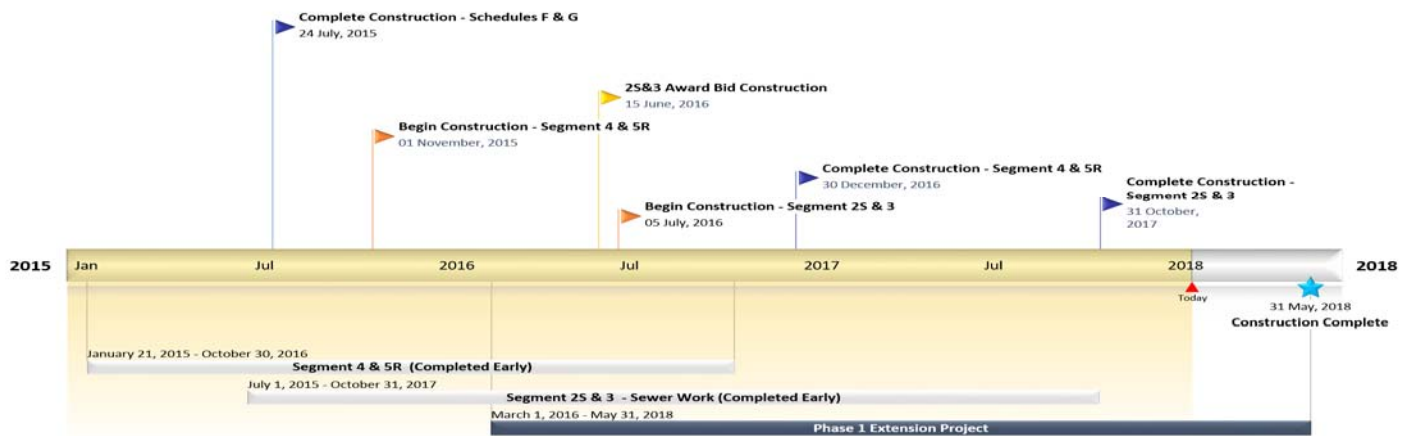 Complete Construction - Schedules F & G
24 July, 2015
2S&3 Award Bid Construction
15 June, 2016
Begin Construction - Segment 4 & 5R
01 November, 2015
Complete Construction - Segment 4 & 5R
30 December, 2016
Complete Construction -
Segment 2S & 3
31 October,
2017
Begin Construction - Segment 2S & 3
05 July, 2016
2015 Jan Jul 2016 Jul 2017 Jul 2018 2018
Today
31 May, 2018
Construction Complete
January 21, 2015 - October 30, 2016
Segment 4 & 5R (Completed Early)
July 1, 2015 - October 31, 2017
Segment 2S & 3 - Sewer Work (Completed Early)
March 1, 2016 - May 31, 2018
Phase 1 Extension Project